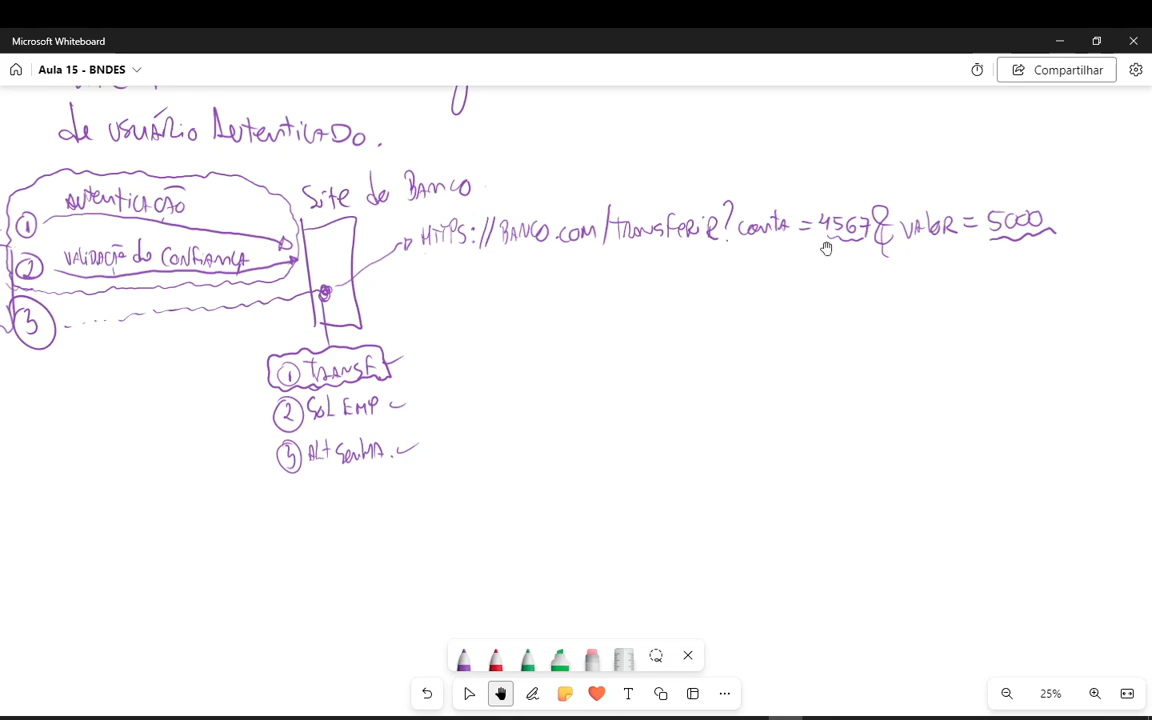 Microsoft Whiteboard
Aula 15 - BNDES
Compartilhar
de usuário Autenticado.
Site do Banco
① Autenticação
② Validação de Confiança
③
HTTPS://BANCO.com/TRANSFERIR? conta = 4567 & VALOR = 5000
① TRANSF
② Sol EMP
③ Alt SenhA.
25%